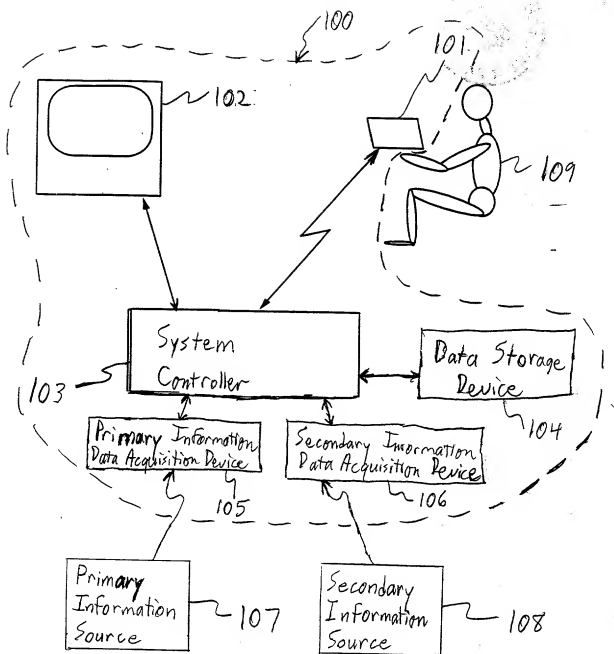 100
101
102
109
System
Controller
103
Data Storage
Device
104
Primary Information
Data Acquisition Device
105
Secondary Information
Data Acquisition Device
106
Primary
Information
Source
107
Secondary
Information
Source
108